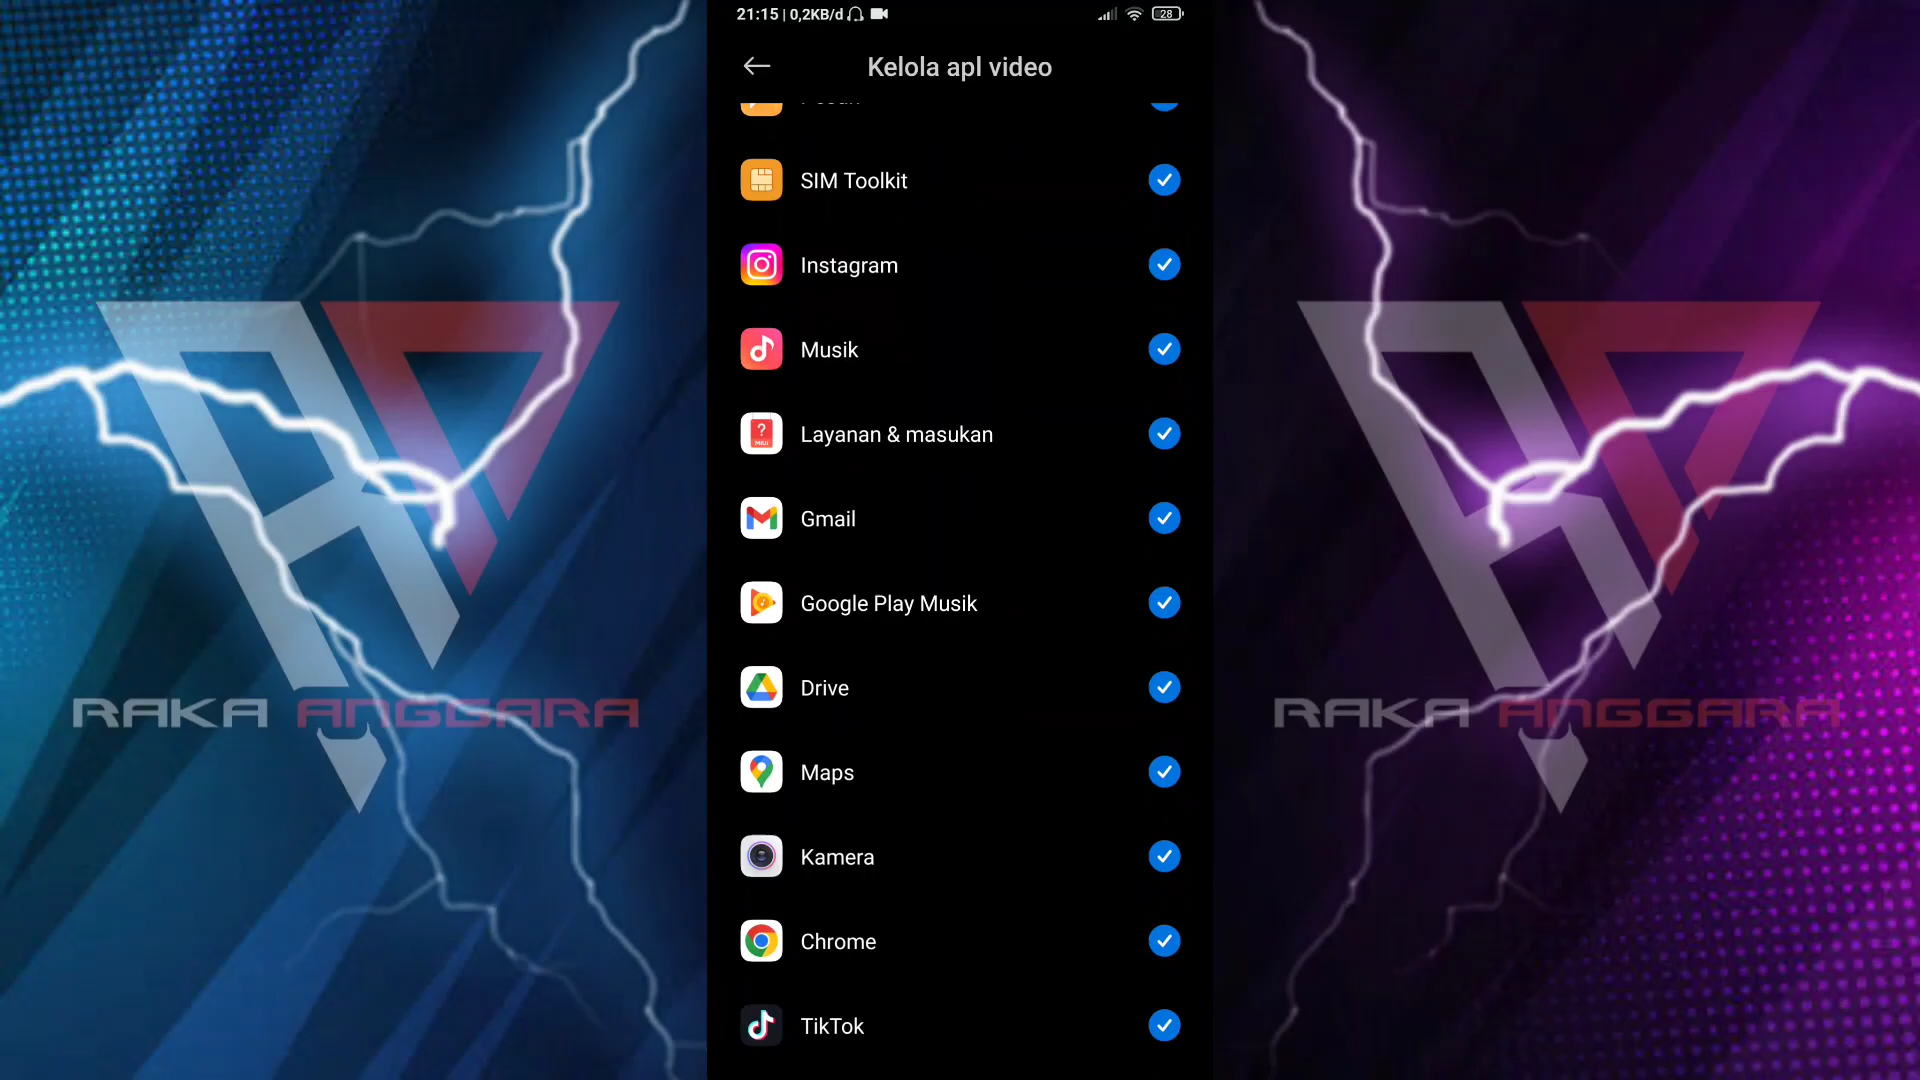 21:15 | 0,2KB/d
28
Kelola apl video
SIM Toolkit
Instagram
Musik
Layanan & masukan
Gmail
Google Play Musik
Drive
Maps
Kamera
Chrome
TikTok
RAKA ANGGARA
RAKA ANGGARA